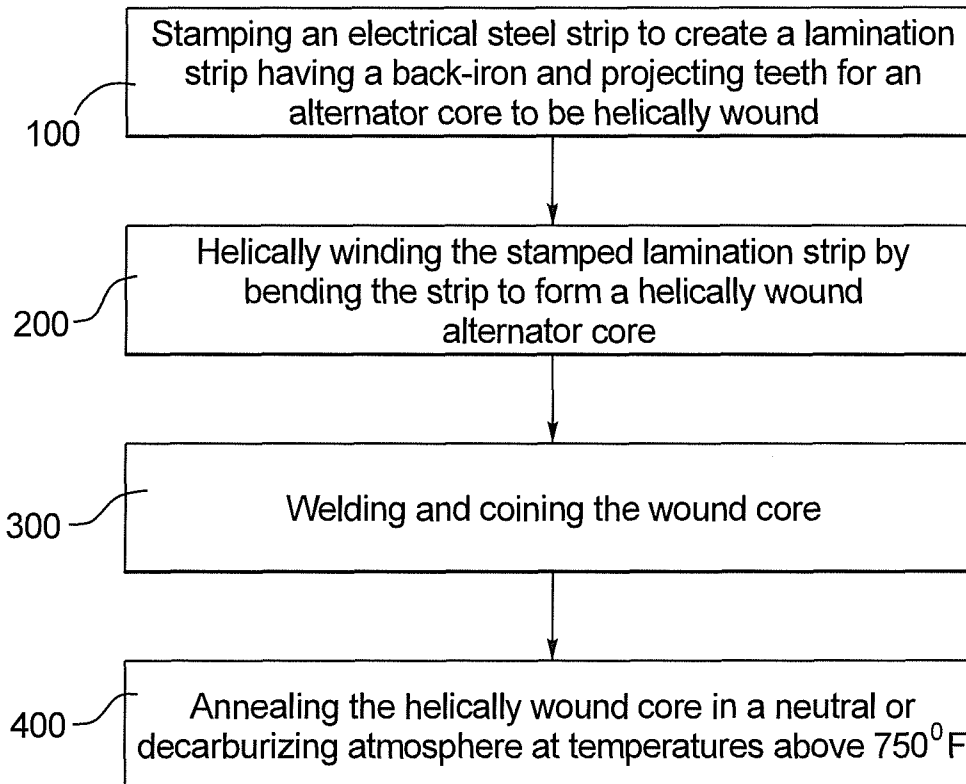 Stamping an electrical steel strip to create a lamination
strip having a back-iron and projecting teeth for an
alternator core to be helically wound
100
Helically winding the stamped lamination strip by
bending the strip to form a helically wound
alternator core
200
Welding and coining the wound core
300
Annealing the helically wound core in a neutral or
decarburizing atmosphere at temperatures above 750⁰ F
400